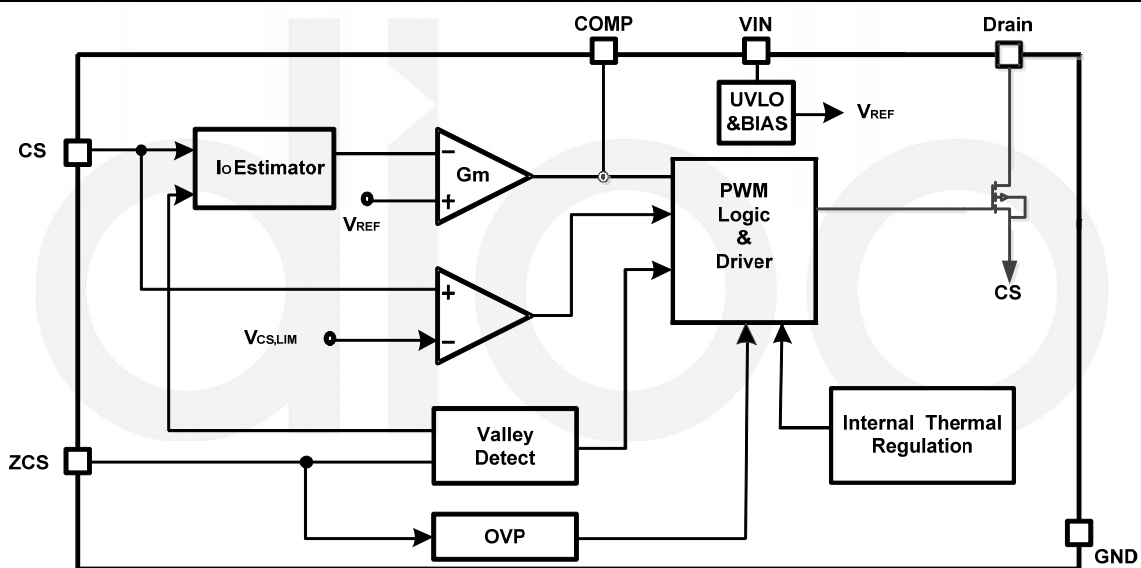 COMP
VIN
Drain
CS
IO Estimator
Gm
−
+
VREF
UVLO
&BIAS
VREF
PWM
Logic
&
Driver
CS
+
−
VCS,LIM
Valley
Detect
Internal Thermal
Regulation
ZCS
OVP
GND
dioo